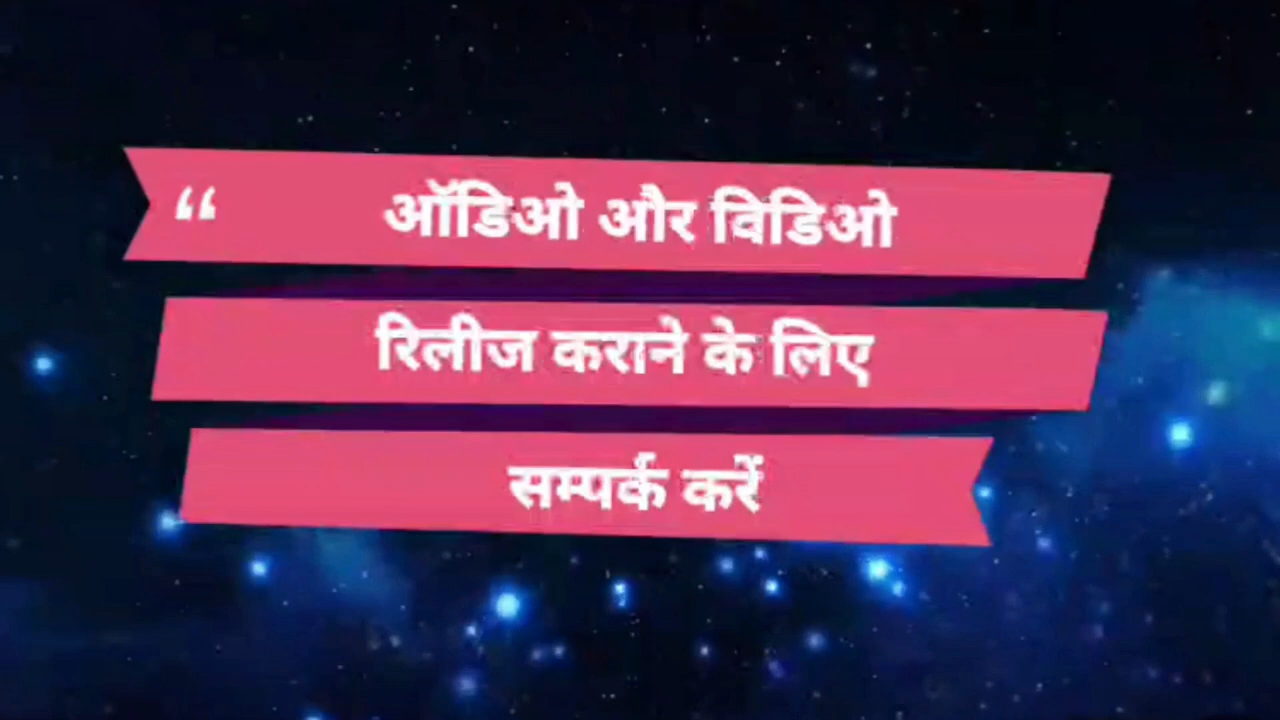 “ ऑडिओ और विडिओ
रिलीज कराने के लिए
सम्पर्क करें